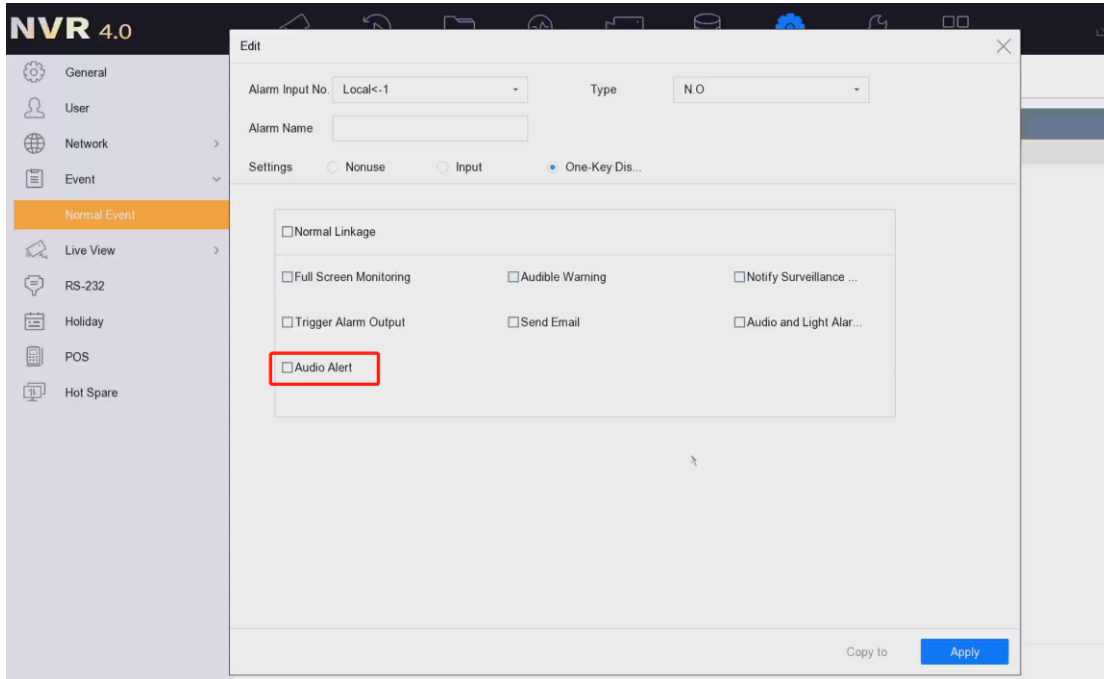 NVR 4.0
Edit
General
User
Network
Event
Normal Event
Live View
RS-232
Holiday
POS
Hot Spare
Alarm Input No. Local<-1 Type N.O
Alarm Name
Settings Nonuse Input One-Key Dis...
Normal Linkage
Full Screen Monitoring Audible Warning Notify Surveillance ...
Trigger Alarm Output Send Email Audio and Light Alar...
Audio Alert
Copy to Apply